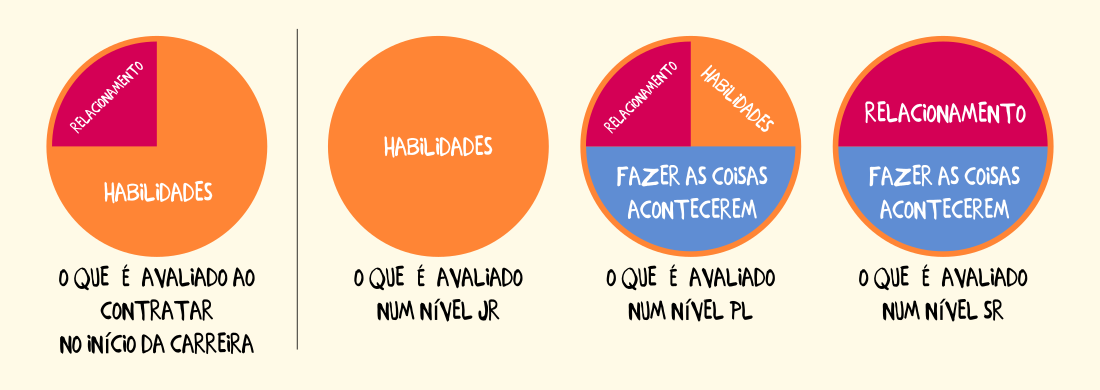 RELACIONAMENTO
HABILIDADES
O QUE É AVALIADO AO
CONTRATAR
NO INÍCIO DA CARREIRA
HABILIDADES
O QUE É AVALIADO
NUM NÍVEL JR
RELACIONAMENTO
HABILIDADES
FAZER AS COISAS
ACONTECEREM
O QUE É AVALIADO
NUM NÍVEL PL
RELACIONAMENTO
FAZER AS COISAS
ACONTECEREM
O QUE É AVALIADO
NUM NÍVEL SR